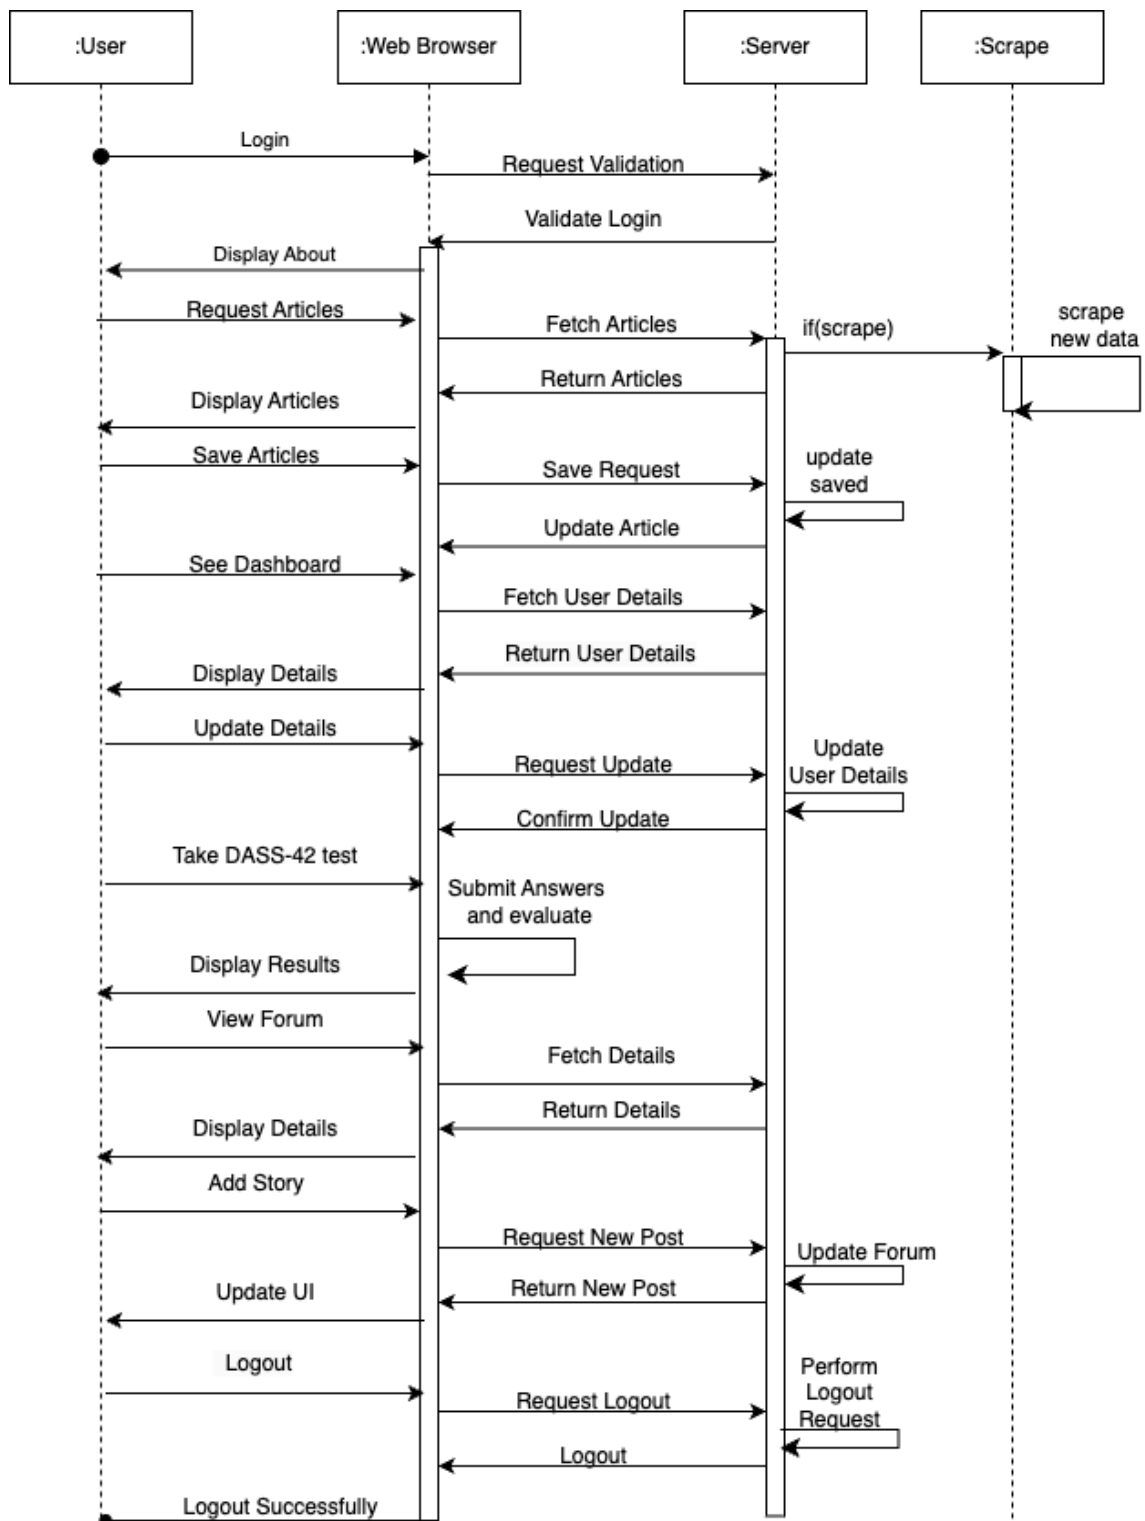 :User
:Web Browser
:Server
:Scrape
Login
Request Validation
Validate Login
Display About
Request Articles
Fetch Articles
if(scrape)
scrape
new data
Return Articles
Display Articles
Save Articles
Save Request
update
saved
Update Article
See Dashboard
Fetch User Details
Return User Details
Display Details
Update Details
Request Update
Update
User Details
Confirm Update
Take DASS-42 test
Submit Answers
and evaluate
Display Results
View Forum
Fetch Details
Return Details
Display Details
Add Story
Request New Post
Update Forum
Return New Post
Update UI
Logout
Perform
Logout
Request
Request Logout
Logout
Logout Successfully